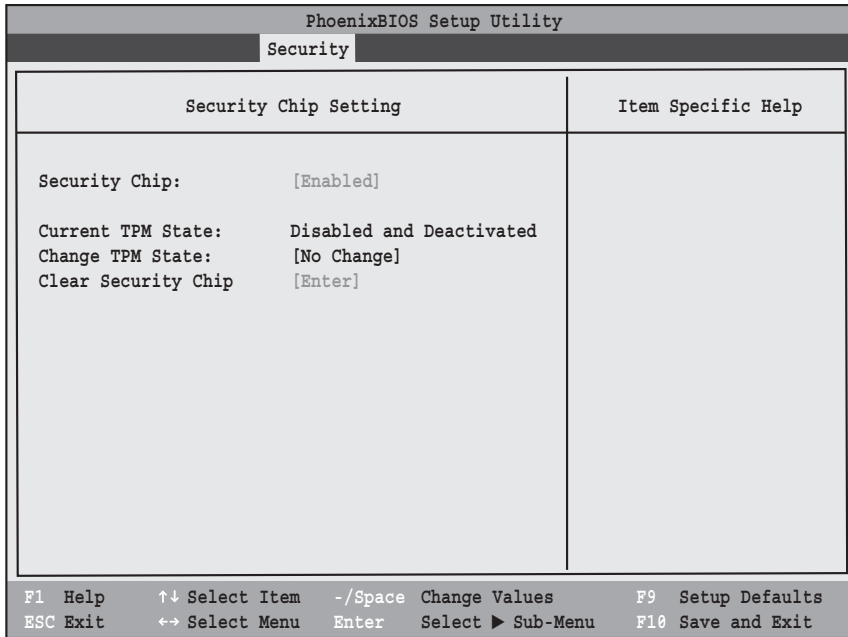 PhoenixBIOS Setup Utility
Security
Security Chip Setting
Item Specific Help
Security Chip: [Enabled]
Current TPM State: Disabled and Deactivated
Change TPM State: [No Change]
Clear Security Chip [Enter]
F1 Help ↑↓ Select Item -/Space Change Values F9 Setup Defaults
ESC Exit ←→ Select Menu Enter Select ▶ Sub-Menu F10 Save and Exit